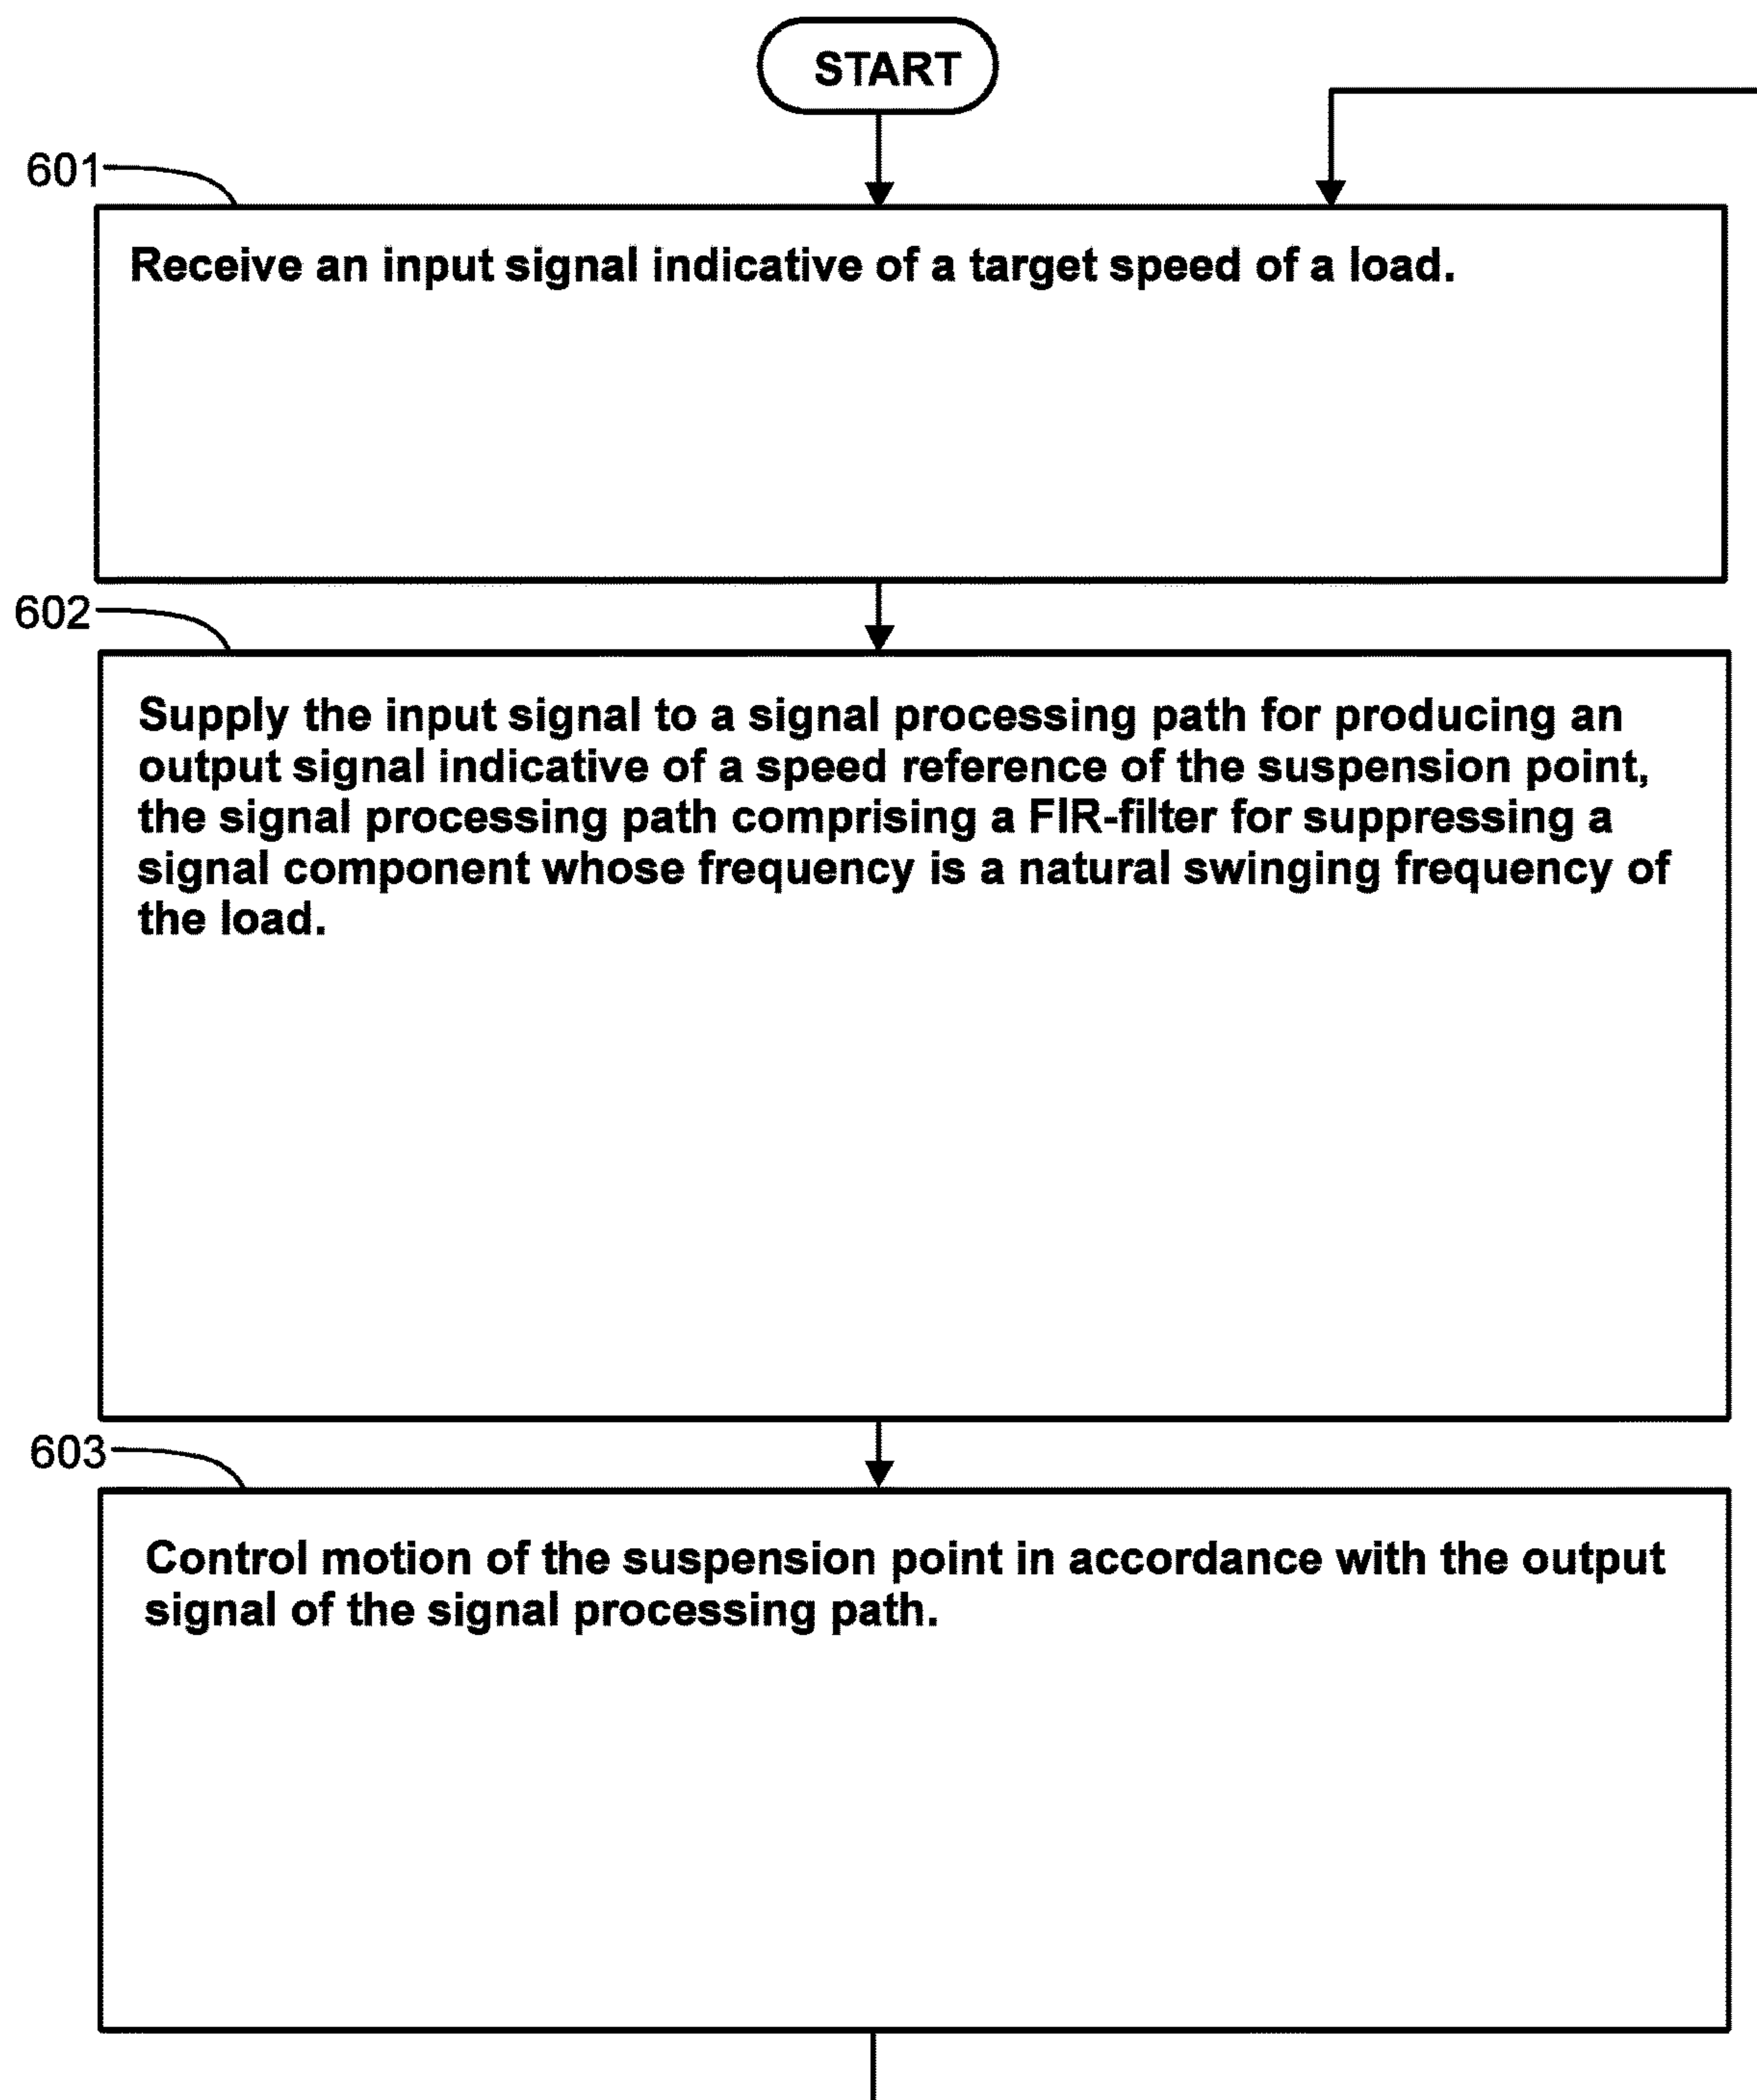 START
601
Receive an input signal indicative of a target speed of a load.
602
Supply the input signal to a signal processing path for producing an
output signal indicative of a speed reference of the suspension point,
the signal processing path comprising a FIR-filter for suppressing a
signal component whose frequency is a natural swinging frequency of
the load.
603
Control motion of the suspension point in accordance with the output
signal of the signal processing path.